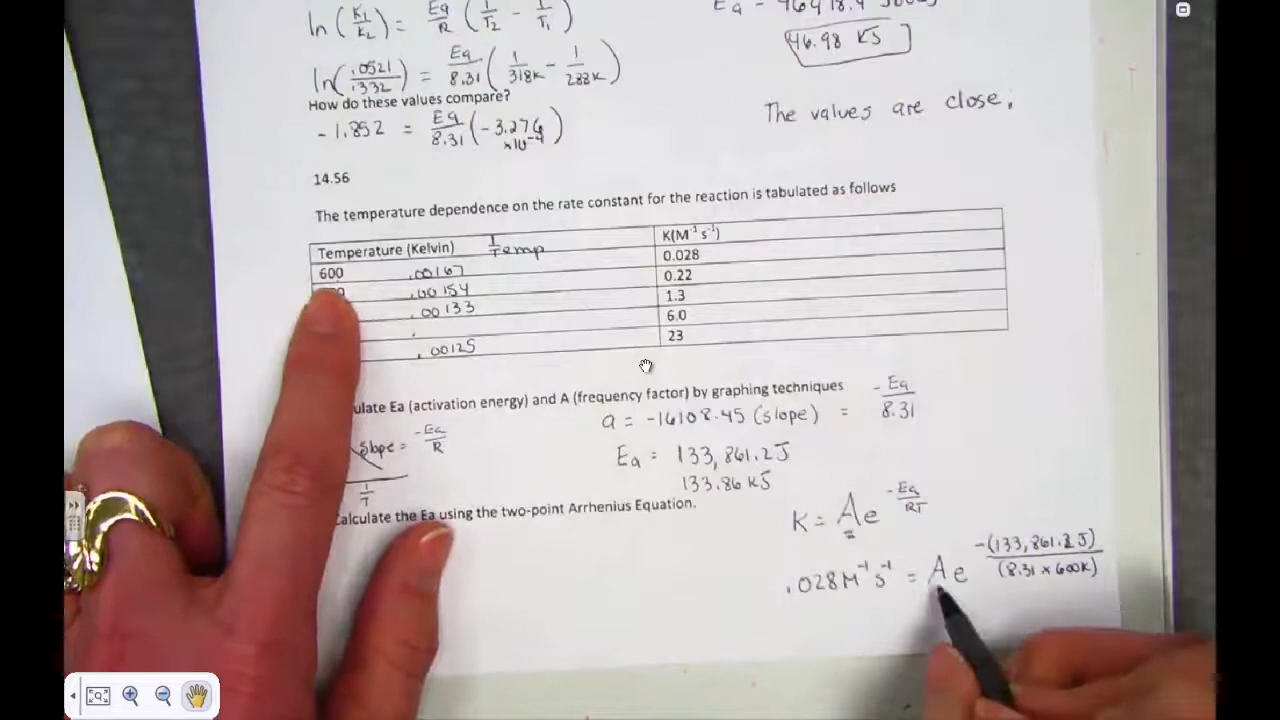 ln(K1/K2) = Ea/R (1/T2 - 1/T1)
46.98 KJ
ln(.0521/.332) = Ea/8.31 (1/318K - 1/288K)
How do these values compare?
-1.852 = Ea/8.31 (-3.276 x10⁻⁴)
The values are close.
14.56
The temperature dependence on the rate constant for the reaction is tabulated as follows
Temperature (Kelvin) 1/Temp K(M⁻¹ s⁻¹)
600 .00167 0.028
.00154 0.22
.00133 1.3
. 6.0
.00125 23
ulate Ea (activation energy) and A (frequency factor) by graphing techniques
a = -16108.45 (slope) = -Ea/8.31
slope = -Ea/R
Ea = 133,861.2J
133.86 KJ
1/T
Calculate the Ea using the two-point Arrhenius Equation.
K = Ae^(-Ea/RT)
.028 M⁻¹ s⁻¹ = Ae^(-(133,861.2J)/(8.31 x 600K))